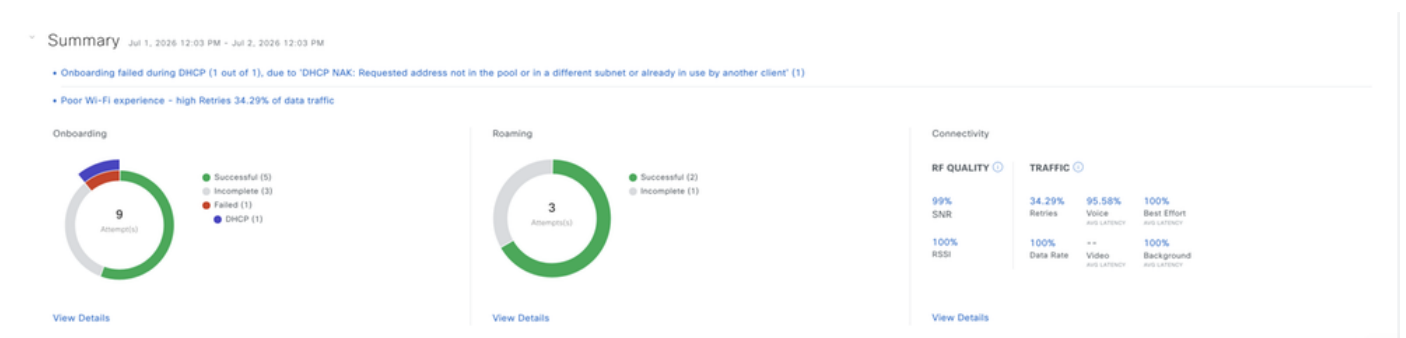 Summary Jul 1, 2026 12:03 PM - Jul 2, 2026 12:03 PM
• Onboarding failed during DHCP (1 out of 1), due to 'DHCP NAK: Requested address not in the pool or in a different subnet or already in use by another client' (1)
• Poor Wi-Fi experience - high Retries 34.29% of data traffic
Onboarding
9
Attempt(s)
Successful (5)
Incomplete (3)
Failed (1)
DHCP (1)
View Details
Roaming
3
Attempts(s)
Successful (2)
Incomplete (1)
View Details
Connectivity
RF QUALITY
99%
SNR
100%
RSSI
TRAFFIC
34.29% 95.58% 100%
Retries Voice Best Effort
AVG LATENCY AVG LATENCY
100% -- 100%
Data Rate Video Background
AVG LATENCY AVG LATENCY
View Details